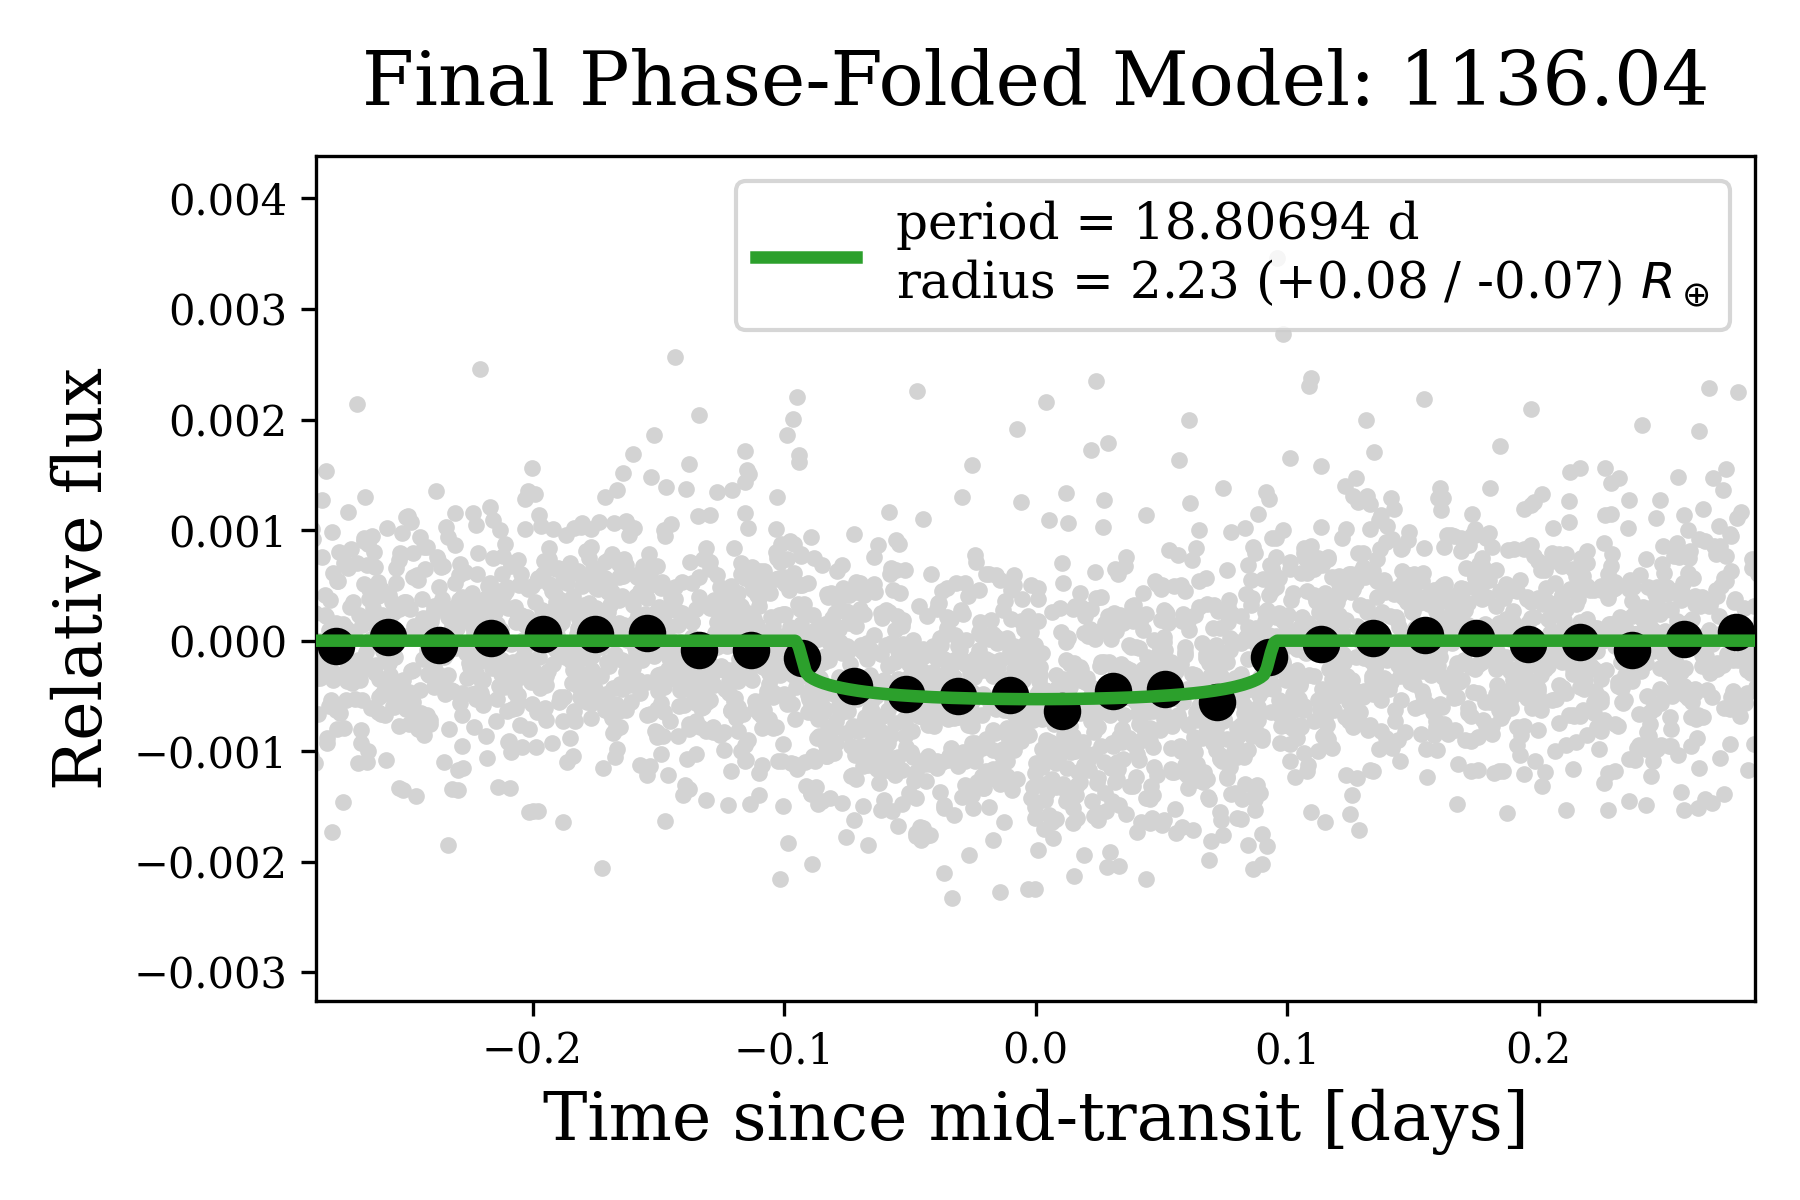 Final Phase-Folded Model: 1136.04
period = 18.80694 d
radius = 2.23 (+0.08 / -0.07) R⊕
Relative flux
0.004
0.003
0.002
0.001
0.000
−0.001
−0.002
−0.003
−0.2
−0.1
0.0
0.1
0.2
Time since mid-transit [days]